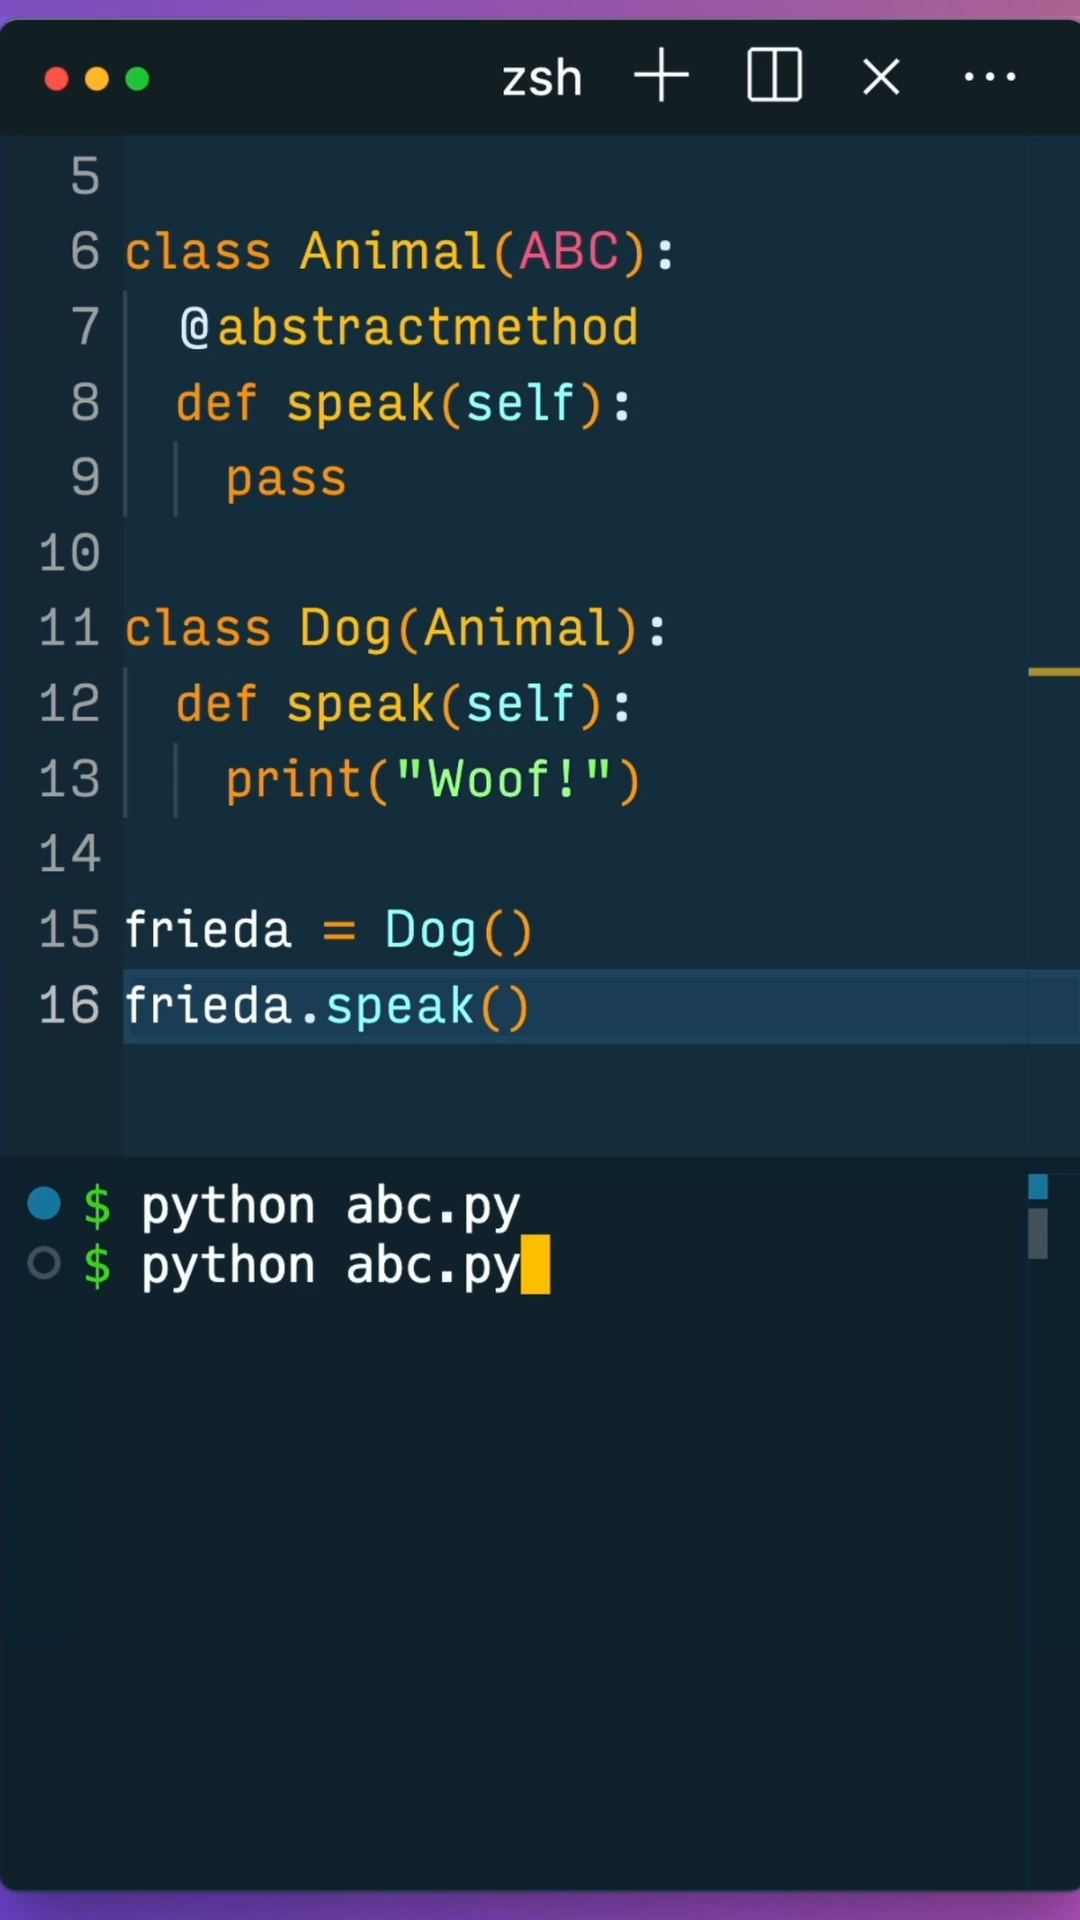 zsh
5
6 class Animal(ABC):
7   @abstractmethod
8   def speak(self):
9     pass
10
11 class Dog(Animal):
12   def speak(self):
13     print("Woof!")
14
15 frieda = Dog()
16 frieda.speak()
$ python abc.py
$ python abc.py